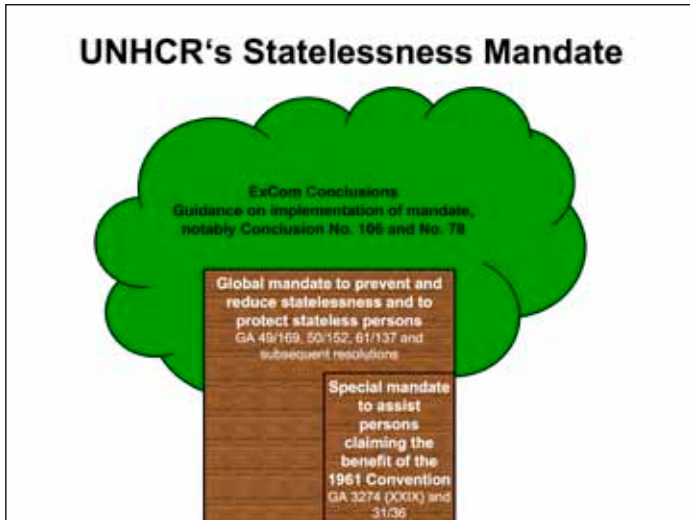 UNHCR‘s Statelessness Mandate
ExCom Conclusions
Guidance on implementation of mandate,
notably Conclusion No. 106 and No. 78
Global mandate to prevent and
reduce statelessness and to
protect stateless persons
GA 49/169, 50/152, 61/137 and
subsequent resolutions
Special mandate
to assist
persons
claiming the
benefit of the
1961 Convention
GA 3274 (XXIX) and
31/36